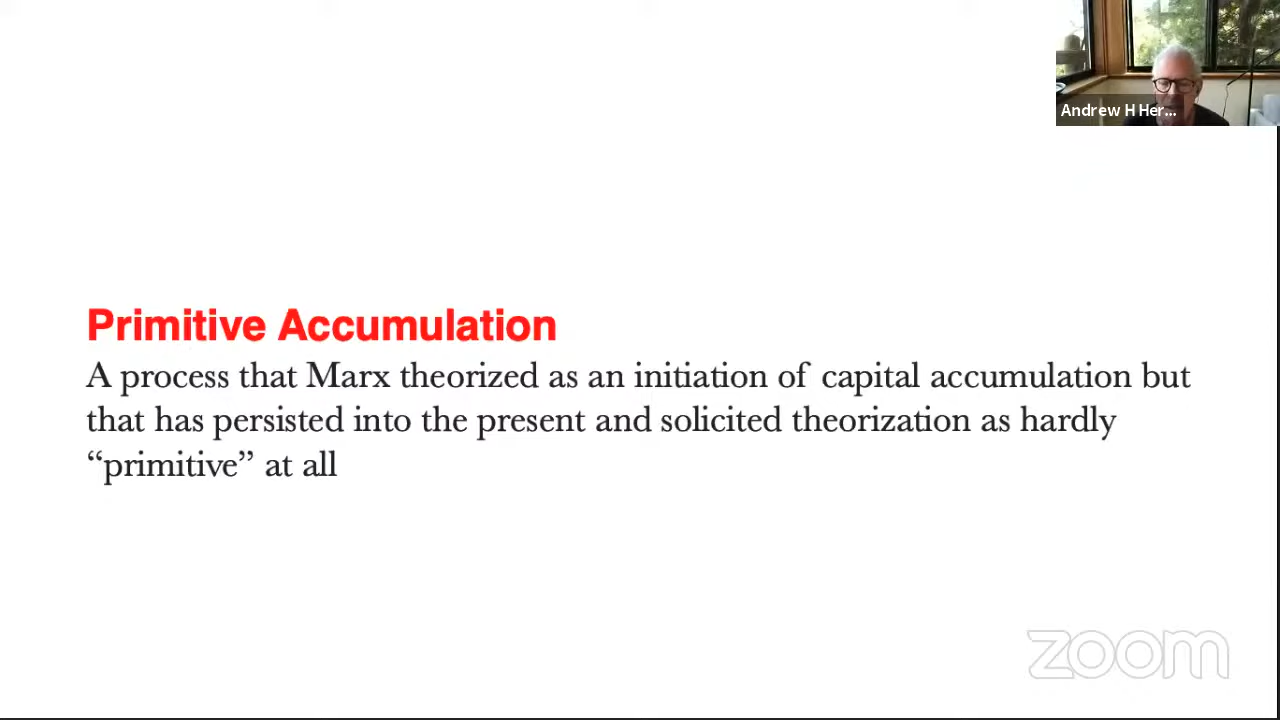 Andrew H Her...
Primitive Accumulation
A process that Marx theorized as an initiation of capital accumulation but
that has persisted into the present and solicited theorization as hardly
“primitive” at all
zoom